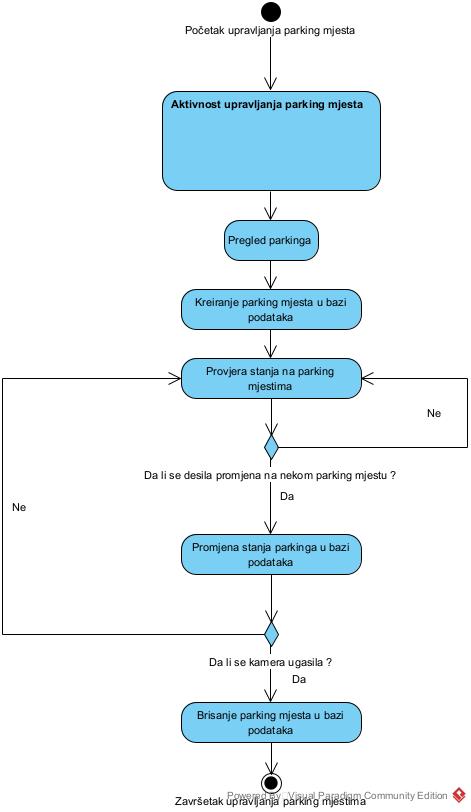 Početak upravljanja parking mjesta
Aktivnost upravljanja parking mjesta
Pregled parkinga
Kreiranje parking mjesta u bazi
podataka
Provjera stanja na parking
mjestima
Ne
Da li se desila promjena na nekom parking mjestu ?
Da
Ne
Promjena stanja parkinga u bazi
podataka
Da li se kamera ugasila ?
Da
Brisanje parking mjesta u bazi
podataka
Powered By: Visual Paradigm Community Edition
Završetak upravljanja parking mjestima